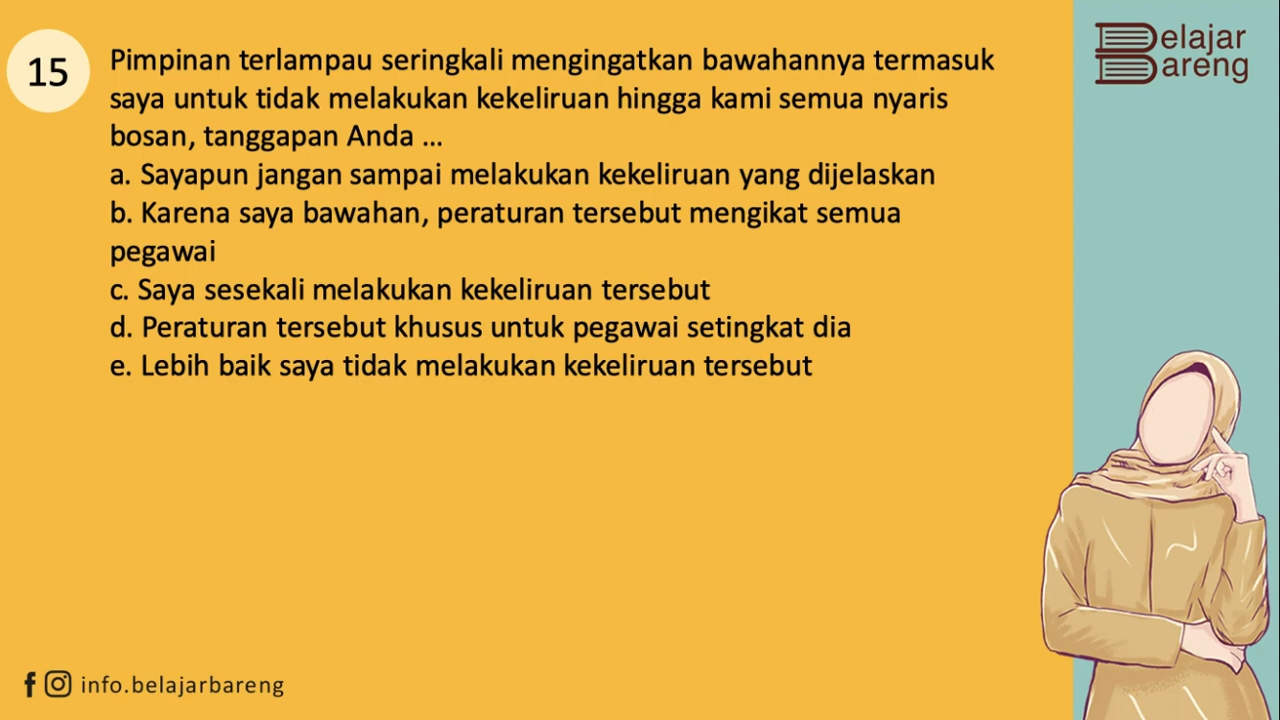 15
Pimpinan terlampau seringkali mengingatkan bawahannya termasuk
saya untuk tidak melakukan kekeliruan hingga kami semua nyaris
bosan, tanggapan Anda ...
a. Sayapun jangan sampai melakukan kekeliruan yang dijelaskan
b. Karena saya bawahan, peraturan tersebut mengikat semua
pegawai
c. Saya sesekali melakukan kekeliruan tersebut
d. Peraturan tersebut khusus untuk pegawai setingkat dia
e. Lebih baik saya tidak melakukan kekeliruan tersebut
Belajar
Bareng
info.belajarbareng